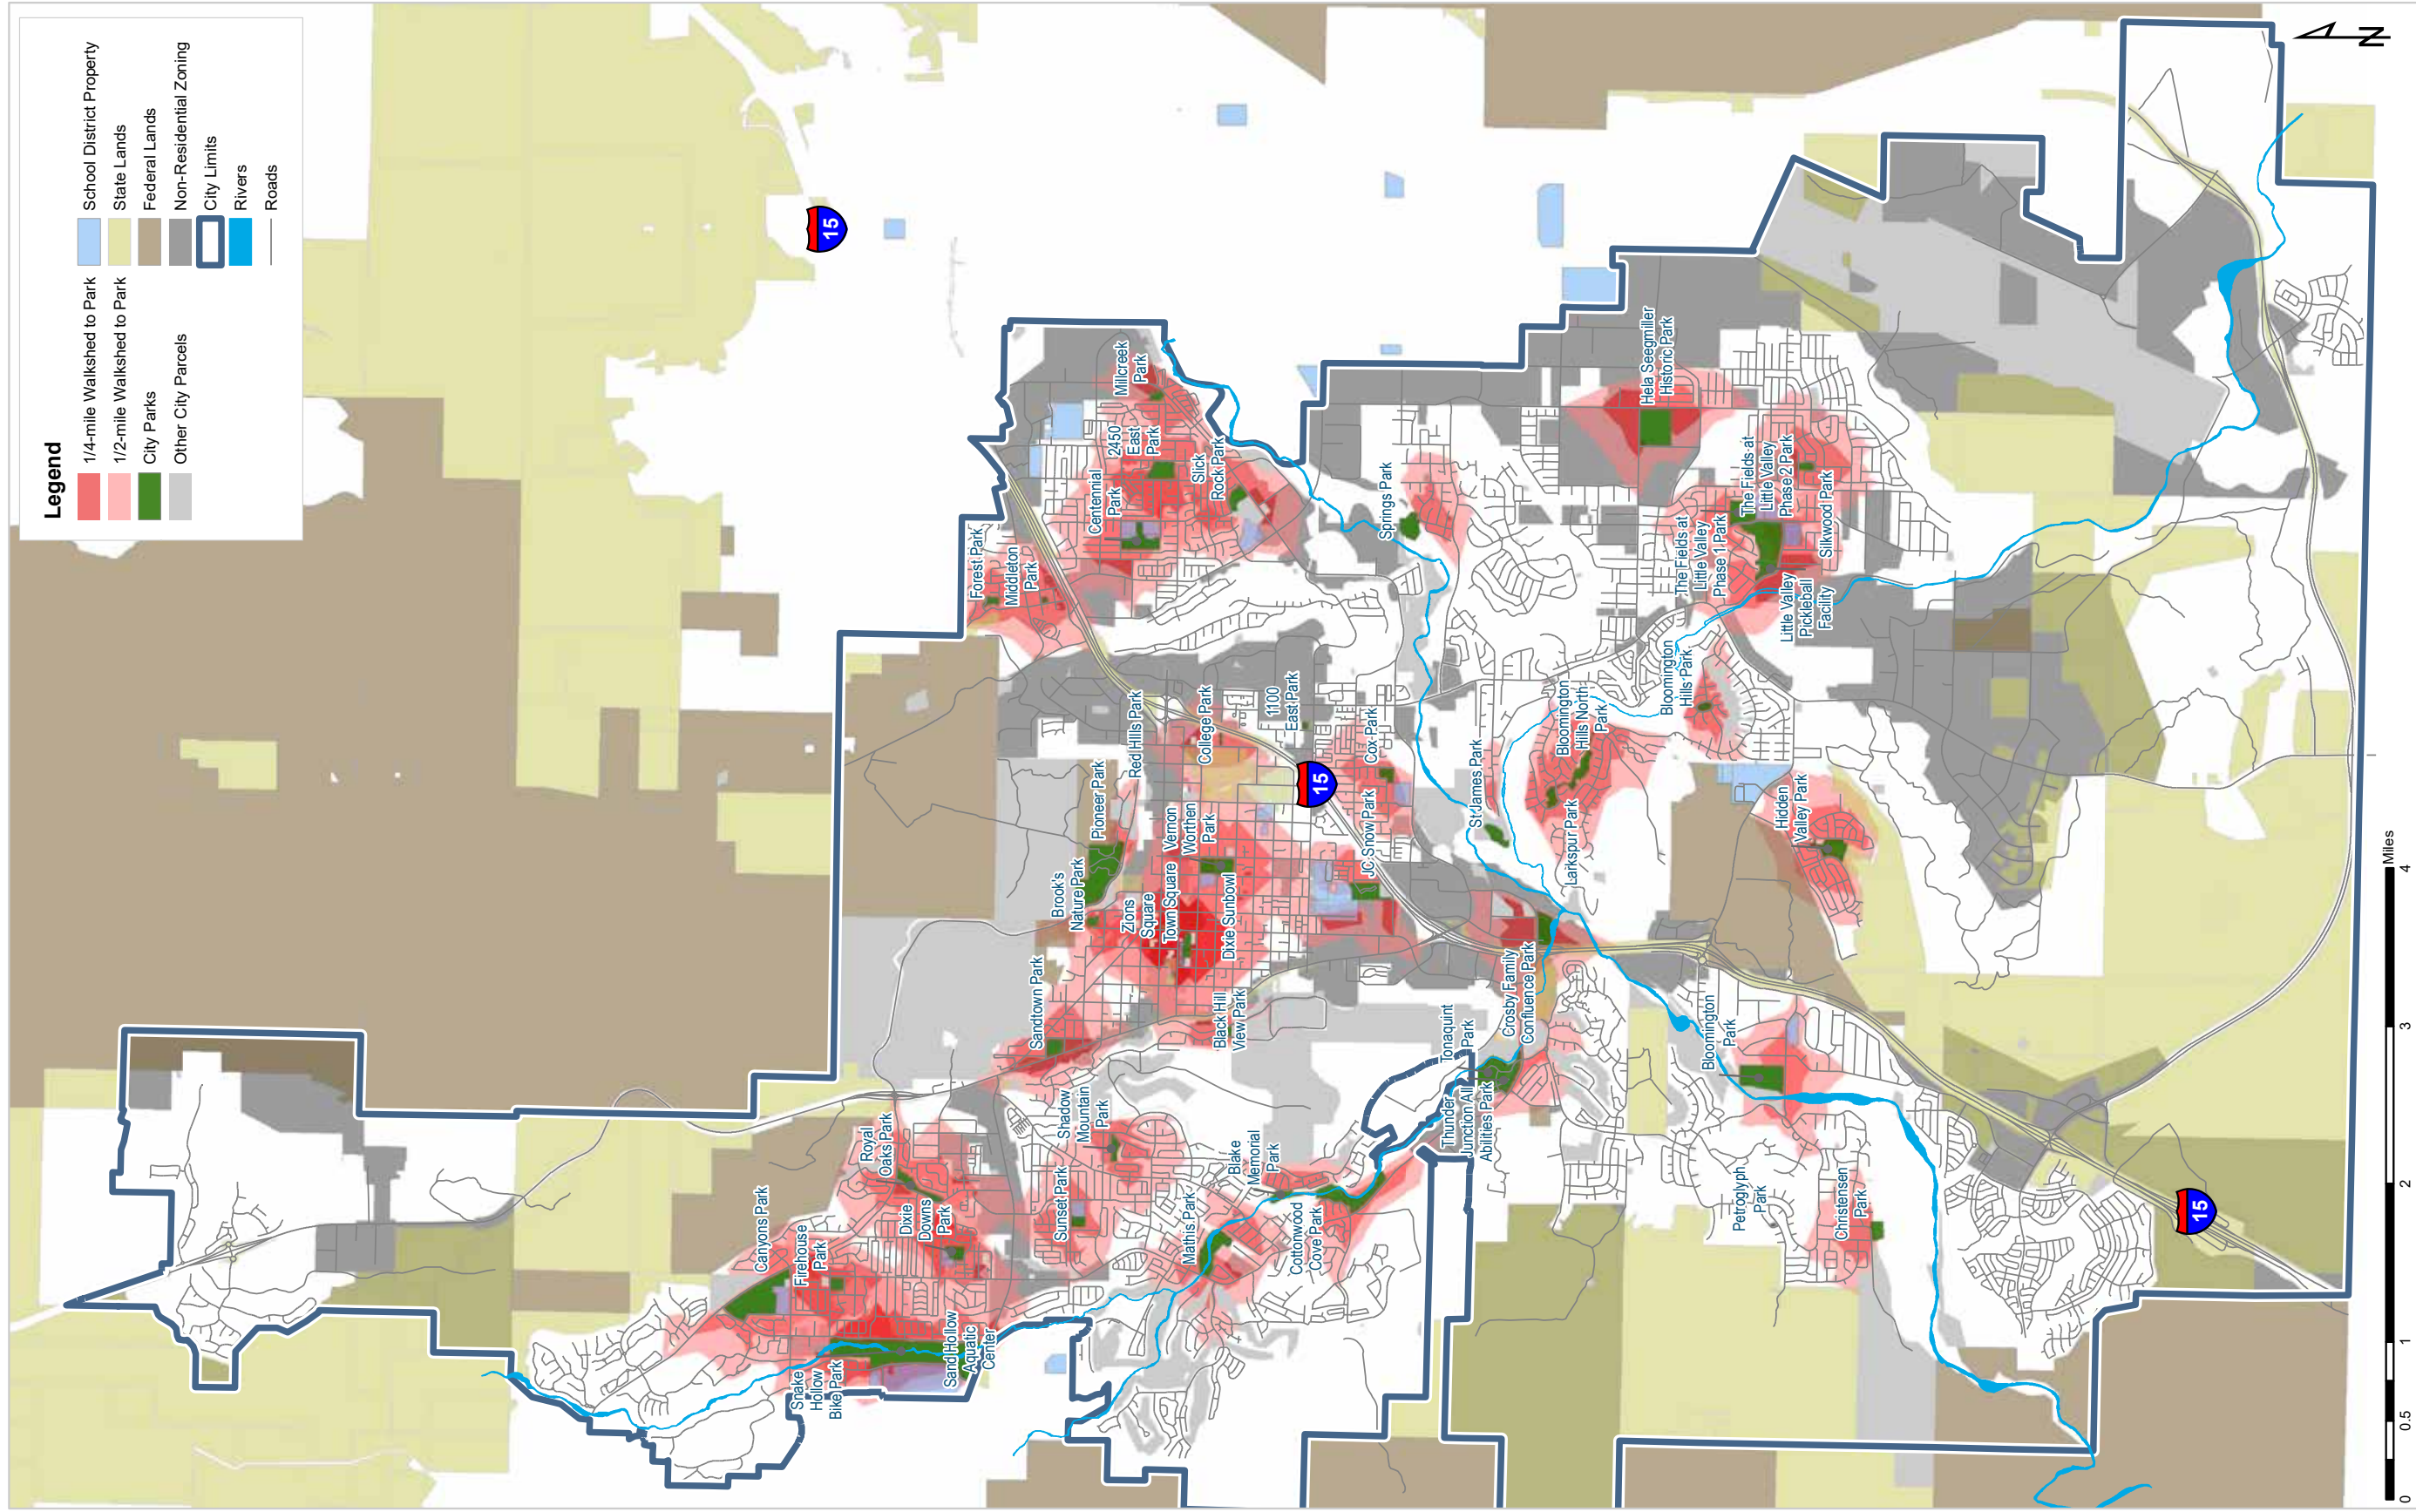 Legend
1/4-mile Walkshed to Park
1/2-mile Walkshed to Park
City Parks
Other City Parcels
School District Property
State Lands
Federal Lands
Non-Residential Zoning
City Limits
Rivers
Roads
15
N
Canyons Park
Firehouse
Park
Snake
Hollow
Bike Park
Sand Hollow
Aquatic
Center
Dixie
Downs
Park
Royal
Oaks Park
Sunset Park
Shadow
Mountain
Park
Mathis Park
Blake
Memorial
Park
Cottonwood
Cove Park
Sandtown Park
Brook's
Nature Park
Pioneer Park
Red Hills Park
Zions
Square
Town Square
Vernon
Worthen
Park
Dixie Sunbowl
Black Hill
View Park
College Park
1100
East Park
15
Cox Park
JC Snow Park
Forest Park
Middleton
Park
Centennial
Park
2450
East
Park
Millcreek
Park
Slick
Rock Park
Springs Park
St James Park
Larkspur Park
Bloomington
Hills North
Park
Bloomington
Hills Park
Crosby Family
Confluence Park
Tonaquint
Park
Thunder
Junction All
Abilities Park
Bloomington
Park
Petroglyph
Park
Christensen
Park
Hidden
Valley Park
Hela Seegmiller
Historic Park
The Fields at
Little Valley
Phase 1 Park
The Fields at
Little Valley
Phase 2 Park
Silkwood Park
Little Valley
Pickleball
Facility
15
0
0.5
1
2
3
4
Miles